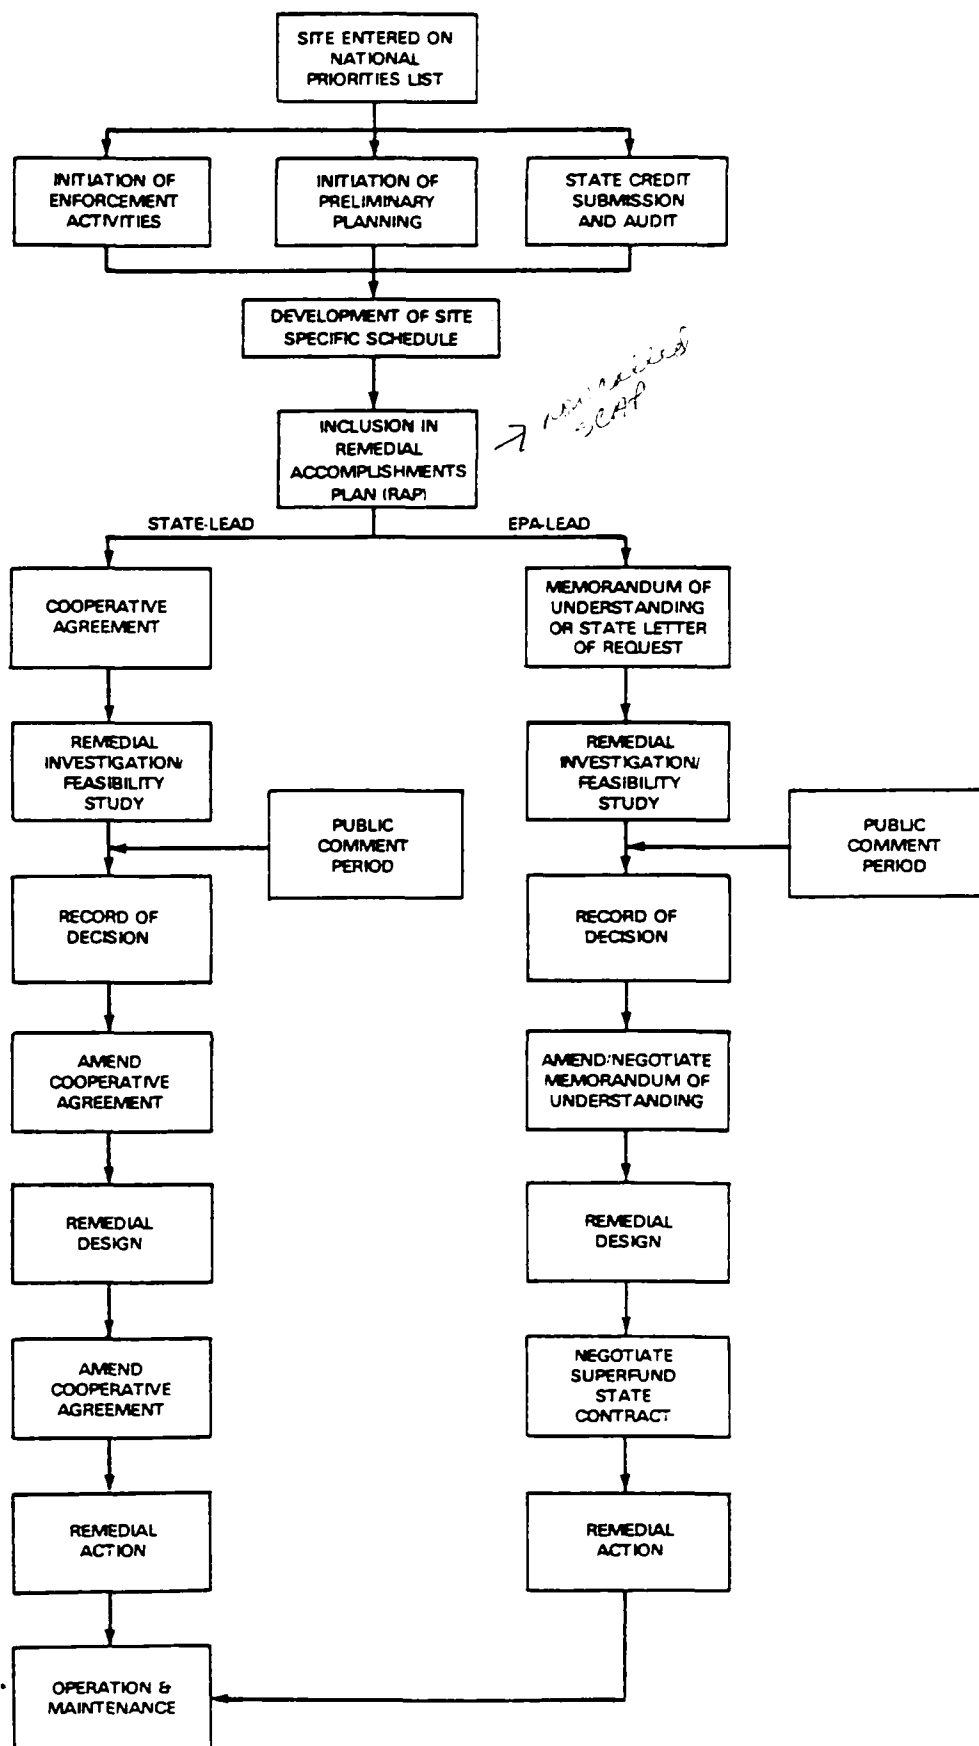 SITE ENTERED ON
NATIONAL
PRIORITIES LIST
INITIATION OF
ENFORCEMENT
ACTIVITIES
INITIATION OF
PRELIMINARY
PLANNING
STATE CREDIT
SUBMISSION
AND AUDIT
DEVELOPMENT OF SITE
SPECIFIC SCHEDULE
INCLUSION IN
REMEDIAL
ACCOMPLISHMENTS
PLAN (RAP)
now called
SCAP
STATE-LEAD
EPA-LEAD
COOPERATIVE
AGREEMENT
MEMORANDUM OF
UNDERSTANDING
OR STATE LETTER
OF REQUEST
REMEDIAL
INVESTIGATION/
FEASIBILITY
STUDY
REMEDIAL
INVESTIGATION/
FEASIBILITY
STUDY
PUBLIC
COMMENT
PERIOD
PUBLIC
COMMENT
PERIOD
RECORD OF
DECISION
RECORD OF
DECISION
AMEND
COOPERATIVE
AGREEMENT
AMEND/NEGOTIATE
MEMORANDUM OF
UNDERSTANDING
REMEDIAL
DESIGN
REMEDIAL
DESIGN
AMEND
COOPERATIVE
AGREEMENT
NEGOTIATE
SUPERFUND
STATE
CONTRACT
REMEDIAL
ACTION
REMEDIAL
ACTION
OPERATION &
MAINTENANCE